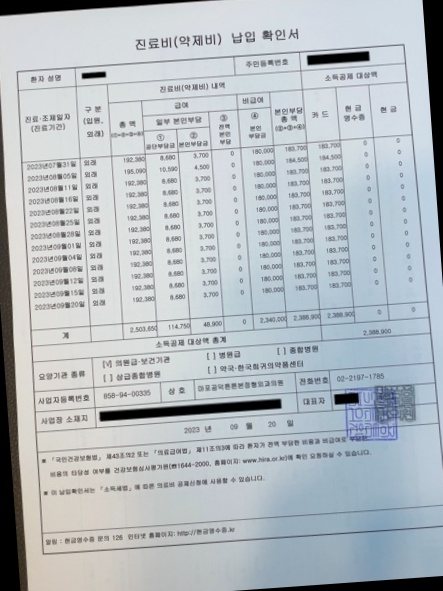 진료비(약제비) 납입 확인서
환자 성명
주민등록번호
진료·조제일자
(진료기간)
구 분
(입원,
외래)
진료비(약제비) 내역
소득공제 대상액
총 액
급여
일부 본인부담
①
공단부담금
②
본인부담금
③
전액
본인
부담
비급여
④
본인
부담금
본인부담
총 액
카 드
현 금
영수증
현 금
2023년07월31일 외래 192,380 8,680 3,700 0 180,000 183,700 183,700 0 0
2023년08월05일 외래 195,090 10,590 4,500 0 180,000 184,500 184,500 0 0
2023년08월11일 외래 192,380 8,680 3,700 0 180,000 183,700 183,700 0 0
2023년08월16일 외래 192,380 8,680 3,700 0 180,000 183,700 183,700 0 0
2023년08월22일 외래 192,380 8,680 3,700 0 180,000 183,700 183,700 0 0
2023년08월25일 외래 192,380 8,680 3,700 0 180,000 183,700 183,700 0 0
2023년08월29일 외래 192,380 8,680 3,700 0 180,000 183,700 183,700 0 0
2023년09월01일 외래 192,380 8,680 3,700 0 180,000 183,700 183,700 0 0
2023년09월04일 외래 192,380 8,680 3,700 0 180,000 183,700 183,700 0 0
2023년09월08일 외래 192,380 8,680 3,700 0 180,000 183,700 183,700 0 0
2023년09월12일 외래 192,380 8,680 3,700 0 180,000 183,700 183,700 0 0
2023년09월15일 외래 192,380 8,680 3,700 0 180,000 183,700 183,700 0 0
2023년09월20일 외래 192,380 8,680 3,700 0 180,000 183,700 183,700 0 0
계 2,503,650 114,750 48,900 0 2,340,000 2,388,900 2,388,900 0 0
소득공제 대상액 총계 2,388,900
요양기관 종류 [√] 의원급·보건기관 [ ] 병원급 [ ] 종합병원
[ ] 상급종합병원 [ ] 약국·한국희귀의약품센터
사업자등록번호 858-94-00335 상 호 전화번호 02-2197-1785
사업장 소재지 대표자
2023 년 09 월 20 일
* 「국민건강보험법」 제43조의2 또는 「의료급여법」 제11조의3에 따라 환자가 전액 부담한 비용과 비급여로 부담한
비용의 타당성 여부를 건강보험심사평가원(☎1644-2000, 홈페이지: www.hira.or.kr)에 확인 요청하실 수 있습니다.
* 이 납입확인서는 「소득세법」에 따른 의료비 공제신청에 사용할 수 있습니다.
알림 : 현금영수증 문의 126 인터넷 홈페이지: http://현금영수증.kr